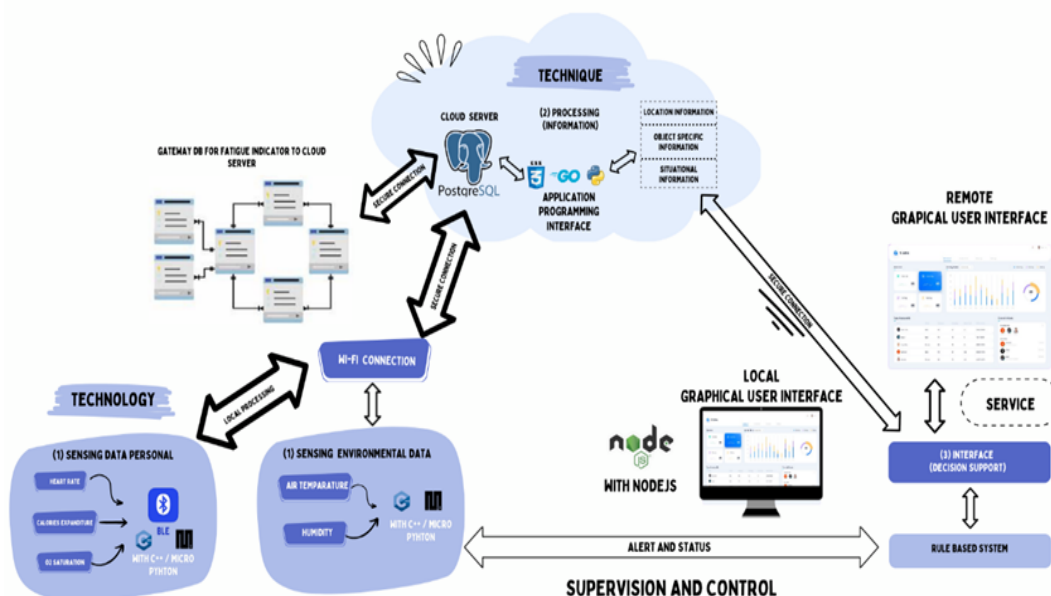 TECHNIQUE
CLOUD SERVER
PostgreSQL
(2) PROCESSING
(INFORMATION)
LOCATION INFORMATION
OBJECT SPECIFIC
INFORMATION
SITUATIONAL
INFORMATION
CSS
3
GO
APPLICATION
PROGRAMMING
INTERFACE
GATEWAY DB FOR FATIGUE INDICATOR TO CLOUD
SERVER
SECURE CONNECTION
SECURE CONNECTION
SECURE CONNECTION
REMOTE
GRAPICAL USER INTERFACE
WI-FI CONNECTION
LOCAL PROCESSING
TECHNOLOGY
(1) SENSING DATA PERSONAL
HEART RATE
CALORIES EXPANDITURE
O2 SATURATION
BLE
WITH C++ / MICRO
PYHTON
(1) SENSING ENVIRONMENTAL DATA
AIR TEMPARATURE
HUMIDITY
WITH C++ / MICRO
PYHTON
LOCAL
GRAPHICAL USER INTERFACE
node
JS
WITH NODEJS
SERVICE
(3) INTERFACE
(DECISION SUPPORT)
RULE BASED SYSTEM
ALERT AND STATUS
SUPERVISION AND CONTROL